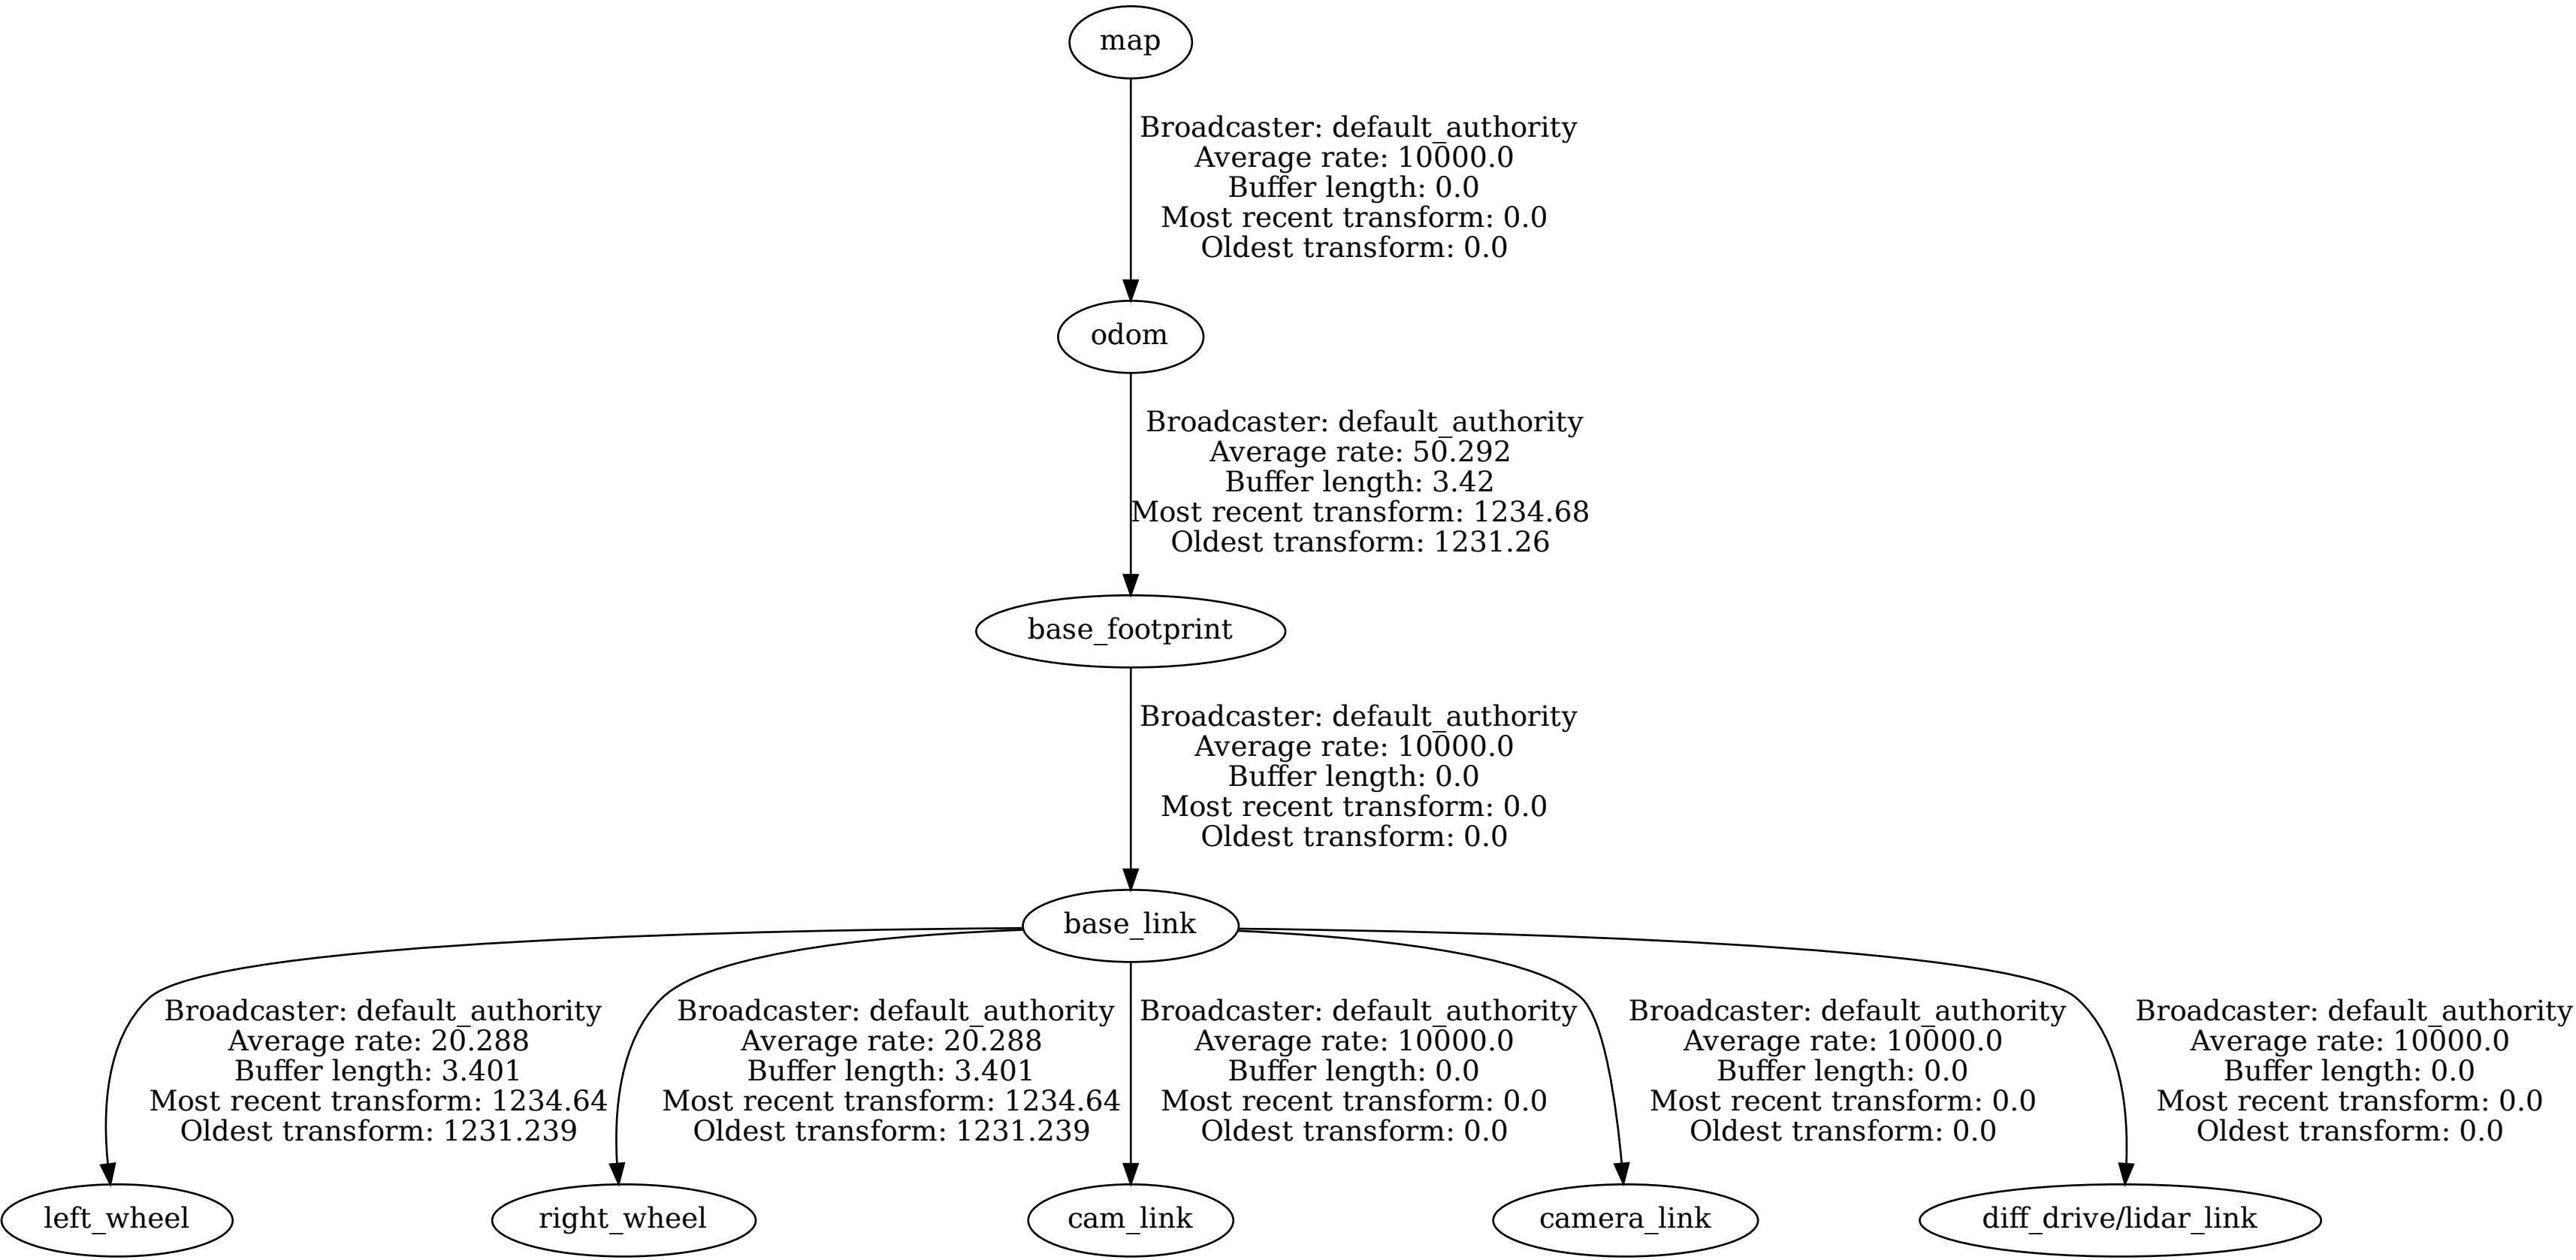 map
Broadcaster: default_authority
Average rate: 10000.0
Buffer length: 0.0
Most recent transform: 0.0
Oldest transform: 0.0
odom
Broadcaster: default_authority
Average rate: 50.292
Buffer length: 3.42
Most recent transform: 1234.68
Oldest transform: 1231.26
base_footprint
Broadcaster: default_authority
Average rate: 10000.0
Buffer length: 0.0
Most recent transform: 0.0
Oldest transform: 0.0
base_link
Broadcaster: default_authority
Average rate: 20.288
Buffer length: 3.401
Most recent transform: 1234.64
Oldest transform: 1231.239
Broadcaster: default_authority
Average rate: 20.288
Buffer length: 3.401
Most recent transform: 1234.64
Oldest transform: 1231.239
Broadcaster: default_authority
Average rate: 10000.0
Buffer length: 0.0
Most recent transform: 0.0
Oldest transform: 0.0
Broadcaster: default_authority
Average rate: 10000.0
Buffer length: 0.0
Most recent transform: 0.0
Oldest transform: 0.0
Broadcaster: default_authority
Average rate: 10000.0
Buffer length: 0.0
Most recent transform: 0.0
Oldest transform: 0.0
left_wheel
right_wheel
cam_link
camera_link
diff_drive/lidar_link